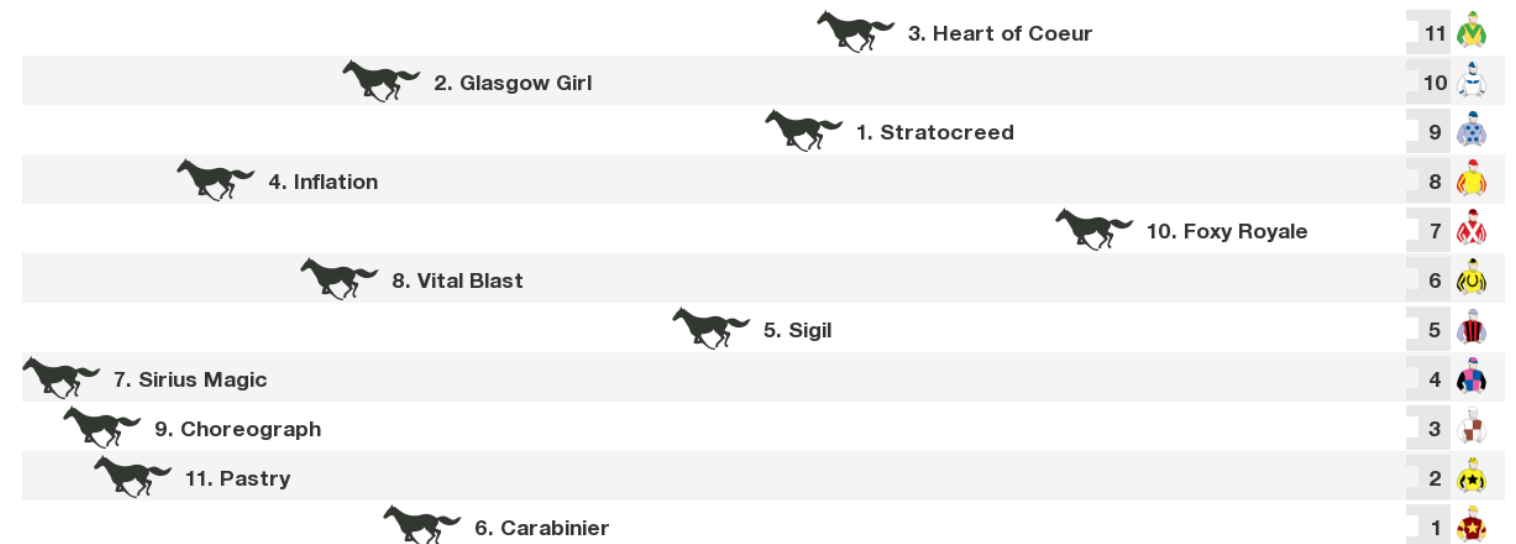 3. Heart of Coeur 11
2. Glasgow Girl 10
1. Stratocreed 9
4. Inflation 8
10. Foxy Royale 7
8. Vital Blast 6
5. Sigil 5
7. Sirius Magic 4
9. Choreograph 3
11. Pastry 2
6. Carabinier 1